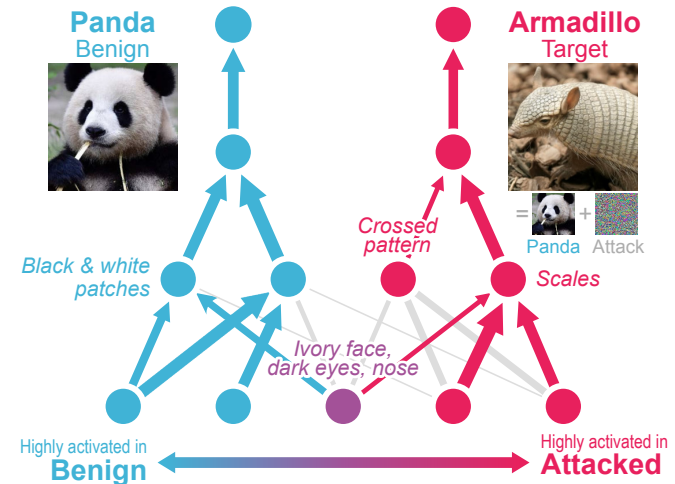 Panda
Benign
Armadillo
Target
= +
Panda Attack
Crossed
pattern
Black & white
patches
Scales
Ivory face,
dark eyes, nose
Highly activated in
Benign
Highly activated in
Attacked